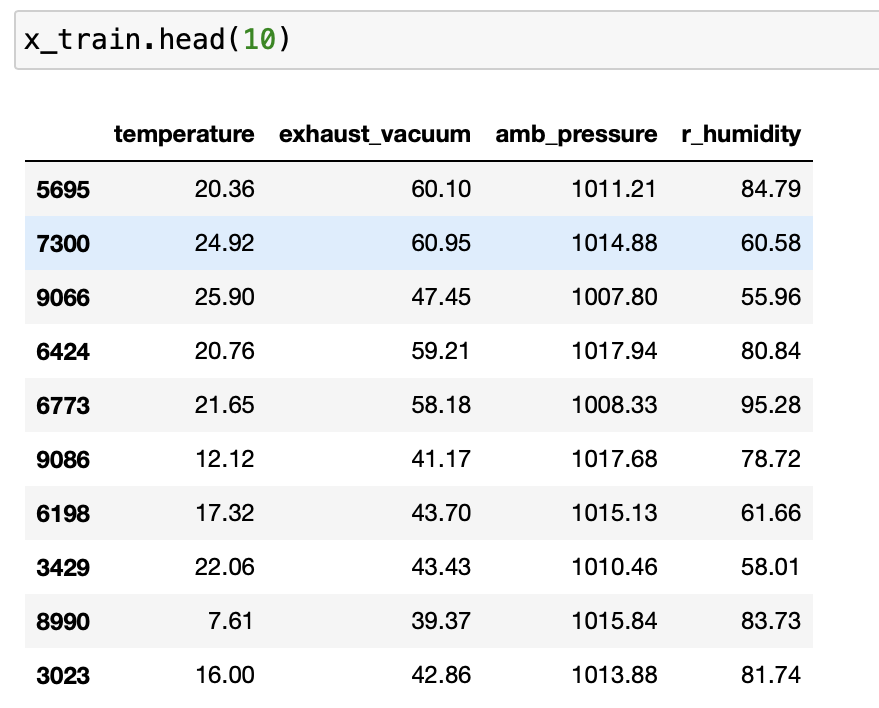 x_train.head(10)
temperature exhaust_vacuum amb_pressure r_humidity
5695 20.36 60.10 1011.21 84.79
7300 24.92 60.95 1014.88 60.58
9066 25.90 47.45 1007.80 55.96
6424 20.76 59.21 1017.94 80.84
6773 21.65 58.18 1008.33 95.28
9086 12.12 41.17 1017.68 78.72
6198 17.32 43.70 1015.13 61.66
3429 22.06 43.43 1010.46 58.01
8990 7.61 39.37 1015.84 83.73
3023 16.00 42.86 1013.88 81.74